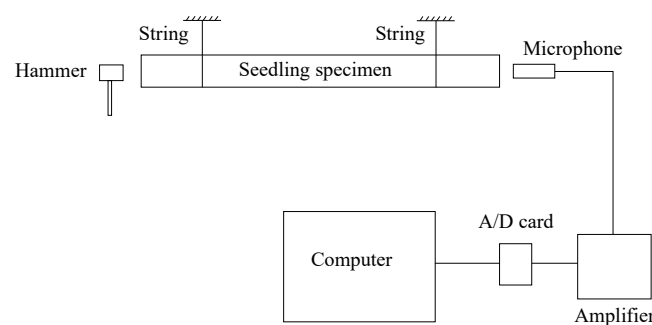 String
String
Microphone
Hammer
Seedling specimen
A/D card
Computer
Amplifier